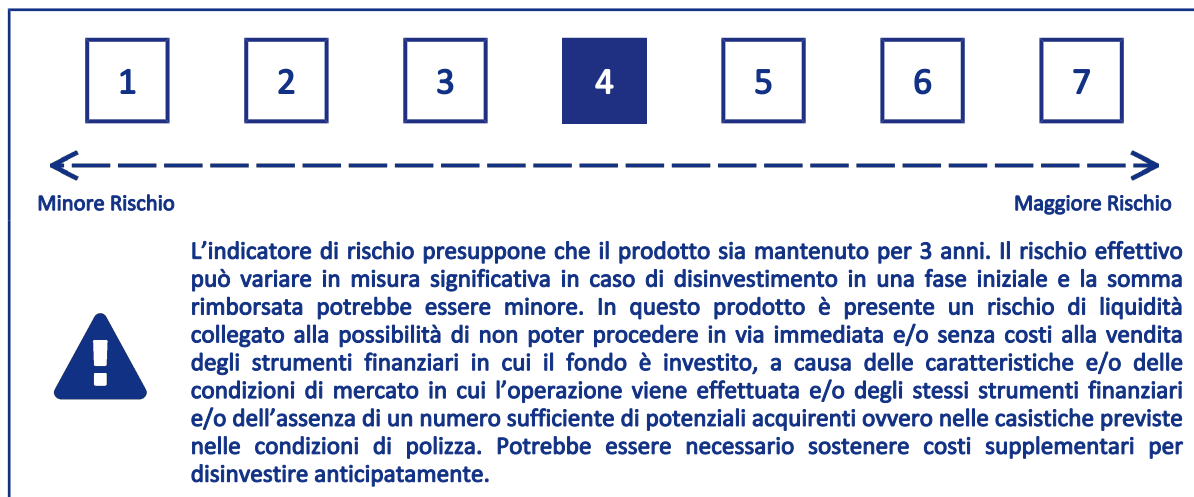 1 2 3 4 5 6 7
Minore Rischio Maggiore Rischio
L’indicatore di rischio presuppone che il prodotto sia mantenuto per 3 anni. Il rischio effettivo
può variare in misura significativa in caso di disinvestimento in una fase iniziale e la somma
rimborsata potrebbe essere minore. In questo prodotto è presente un rischio di liquidità
collegato alla possibilità di non poter procedere in via immediata e/o senza costi alla vendita
degli strumenti finanziari in cui il fondo è investito, a causa delle caratteristiche e/o delle
condizioni di mercato in cui l’operazione viene effettuata e/o degli stessi strumenti finanziari
e/o dell’assenza di un numero sufficiente di potenziali acquirenti ovvero nelle casistiche previste
nelle condizioni di polizza. Potrebbe essere necessario sostenere costi supplementari per
disinvestire anticipatamente.